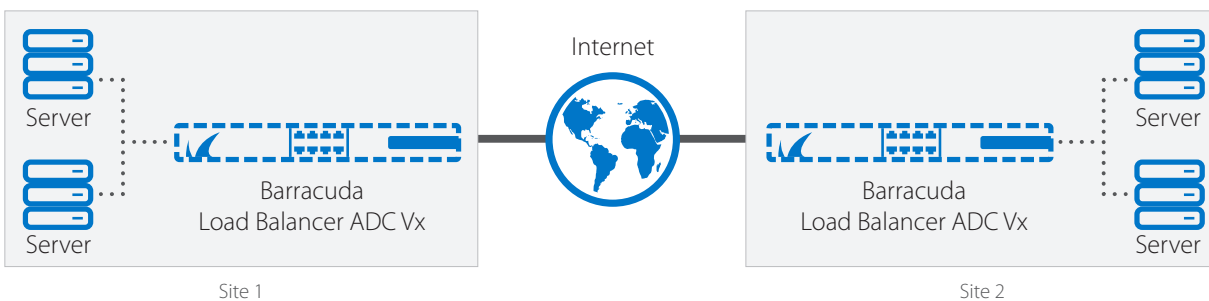 Internet
Server
Server
Barracuda
Load Balancer ADC Vx
Server
Barracuda
Load Balancer ADC Vx
Server
Server
Site 1
Site 2